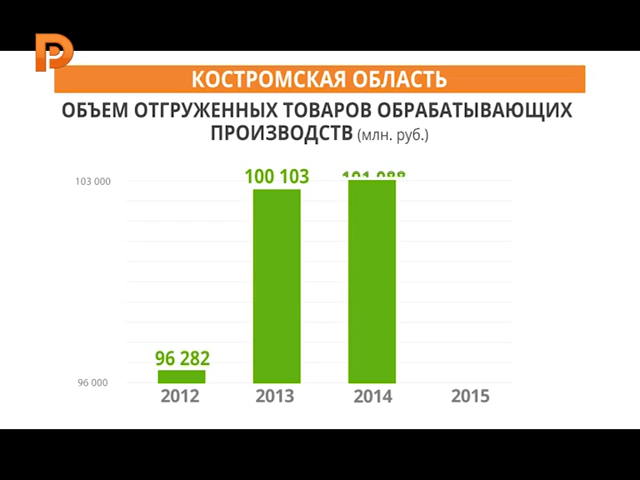 КОСТРОМСКАЯ ОБЛАСТЬ
ОБЪЕМ ОТГРУЖЕННЫХ ТОВАРОВ ОБРАБАТЫВАЮЩИХ
ПРОИЗВОДСТВ (млн. руб.)
103 000
100 103
96 282
96 000
2012
2013
2014
2015